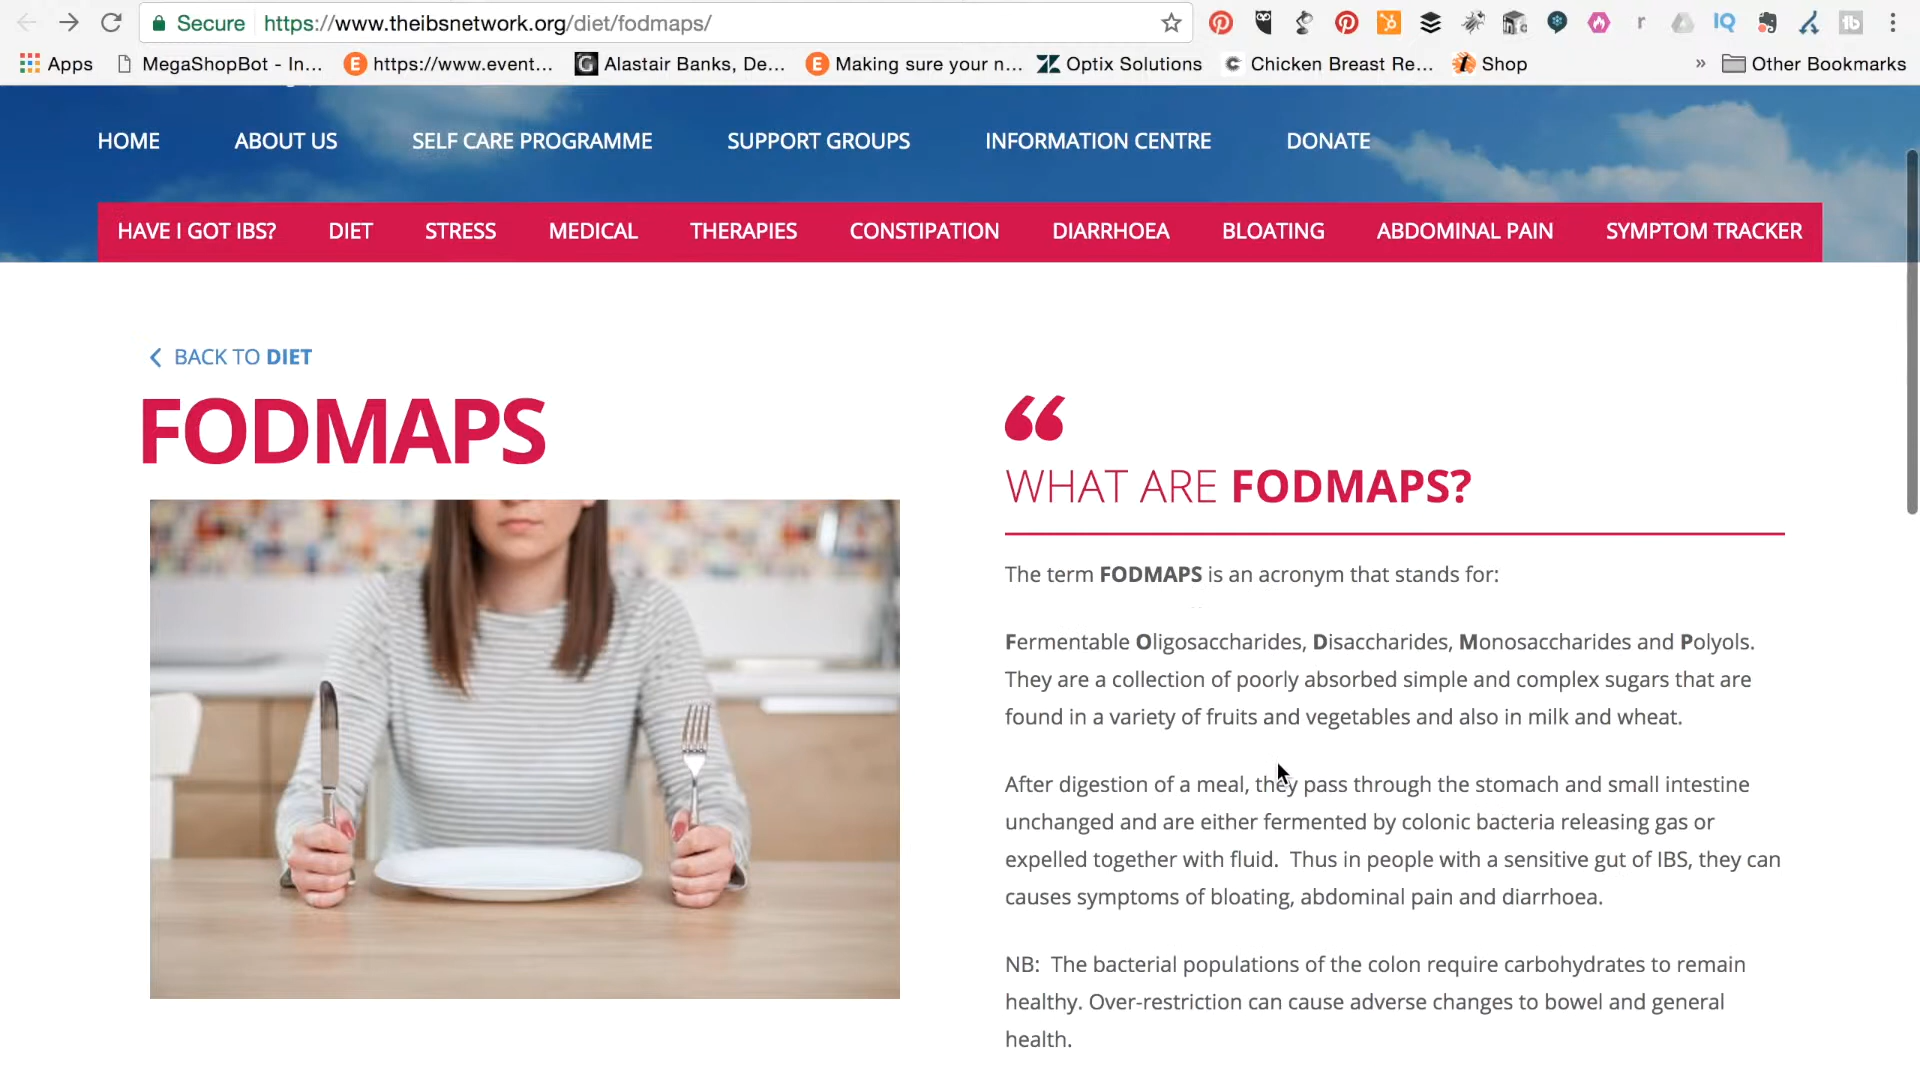 Secure https://www.theibsnetwork.org/diet/fodmaps/
r IQ tb
Apps MegaShopBot - In... https://www.event... Alastair Banks, De... Making sure your n... Optix Solutions Chicken Breast Re... Shop » Other Bookmarks
HOME ABOUT US SELF CARE PROGRAMME SUPPORT GROUPS INFORMATION CENTRE DONATE
HAVE I GOT IBS? DIET STRESS MEDICAL THERAPIES CONSTIPATION DIARRHOEA BLOATING ABDOMINAL PAIN SYMPTOM TRACKER
BACK TO DIET
FODMAPS
“
WHAT ARE FODMAPS?
The term FODMAPS is an acronym that stands for:
Fermentable Oligosaccharides, Disaccharides, Monosaccharides and Polyols.
They are a collection of poorly absorbed simple and complex sugars that are
found in a variety of fruits and vegetables and also in milk and wheat.
After digestion of a meal, they pass through the stomach and small intestine
unchanged and are either fermented by colonic bacteria releasing gas or
expelled together with fluid. Thus in people with a sensitive gut of IBS, they can
causes symptoms of bloating, abdominal pain and diarrhoea.
NB: The bacterial populations of the colon require carbohydrates to remain
healthy. Over-restriction can cause adverse changes to bowel and general
health.